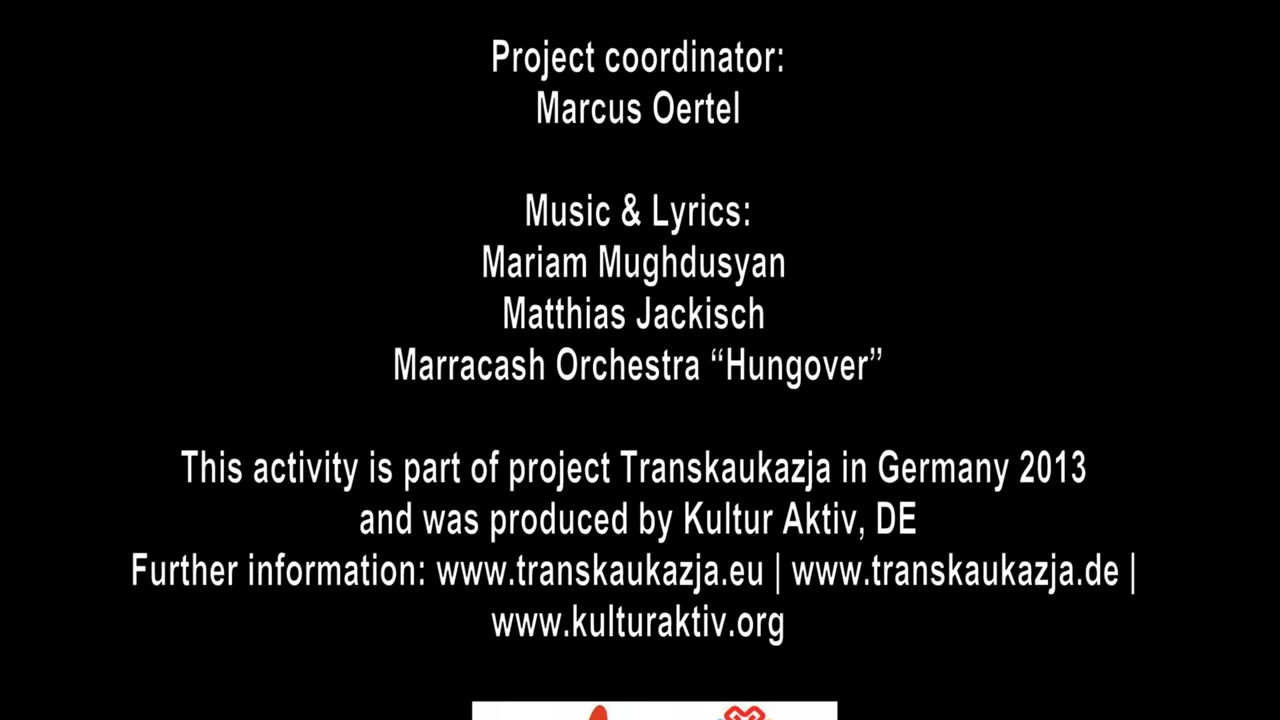 Project coordinator:
Marcus Oertel
Music & Lyrics:
Mariam Mughdusyan
Matthias Jackisch
Marracash Orchestra “Hungover”
This activity is part of project Transkaukazja in Germany 2013
and was produced by Kultur Aktiv, DE
Further information: www.transkaukazja.eu | www.transkaukazja.de |
www.kulturaktiv.org